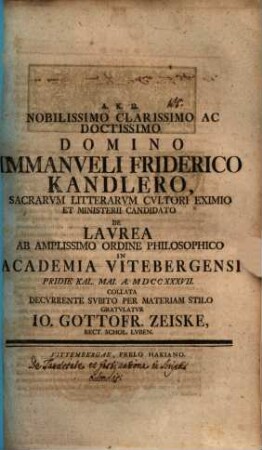 A. K. D.
NOBILISSIMO CLARISSIMO AC
DOCTISSIMO
DOMINO
IMMANVELI FRIDERICO
KANDLERO,
SACRARVM LITTERARVM CVLTORI EXIMIO
ET MINISTERII CANDIDATO
DE
LAVREA
AB AMPLISSIMO ORDINE PHILOSOPHICO
IN
ACADEMIA VITEBERGENSI
PRIDIE KAL. MAI. A. MDCCXXXVII.
COLLATA
DECVRRENTE SVBITO PER MATERIAM STILO
GRATVLATVR
IO. GOTTOFR. ZEISKE,
RECT. SCHOL. LVBEN.
VITTEMBERGAE, PRELO HAKIANO.
De